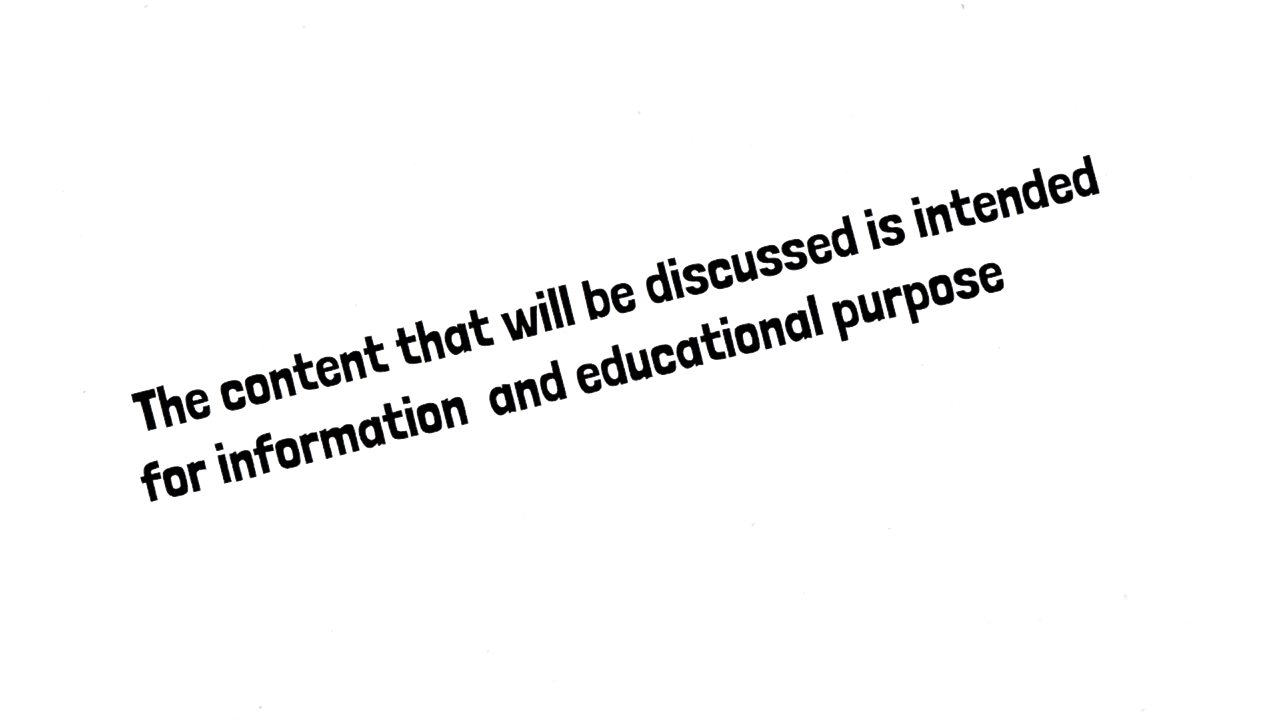 The content that will be discussed is intended
for information  and educational purpose